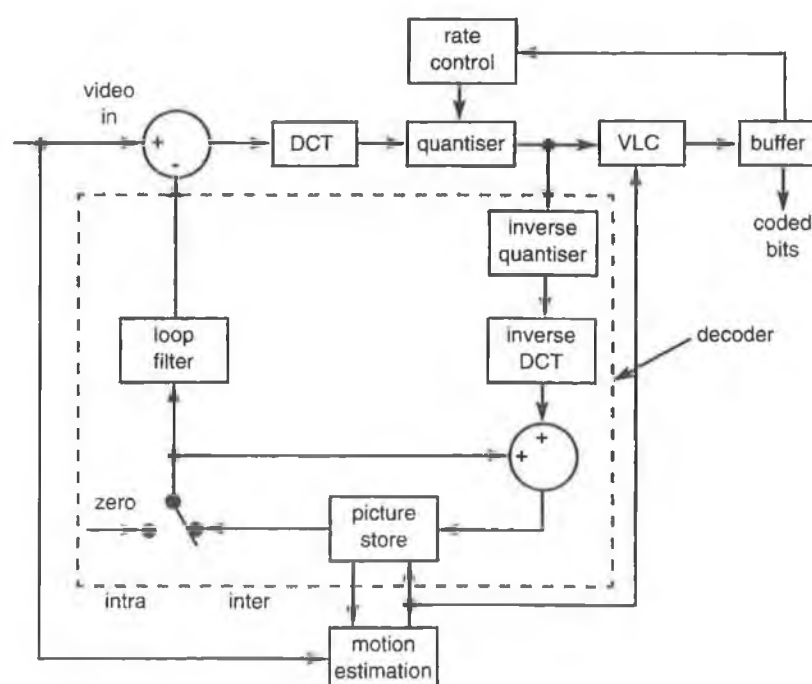 rate
control
video
in
+
-
DCT
quantiser
VLC
buffer
coded
bits
inverse
quantiser
loop
filter
inverse
DCT
decoder
+
+
zero
picture
store
intra
inter
motion
estimation